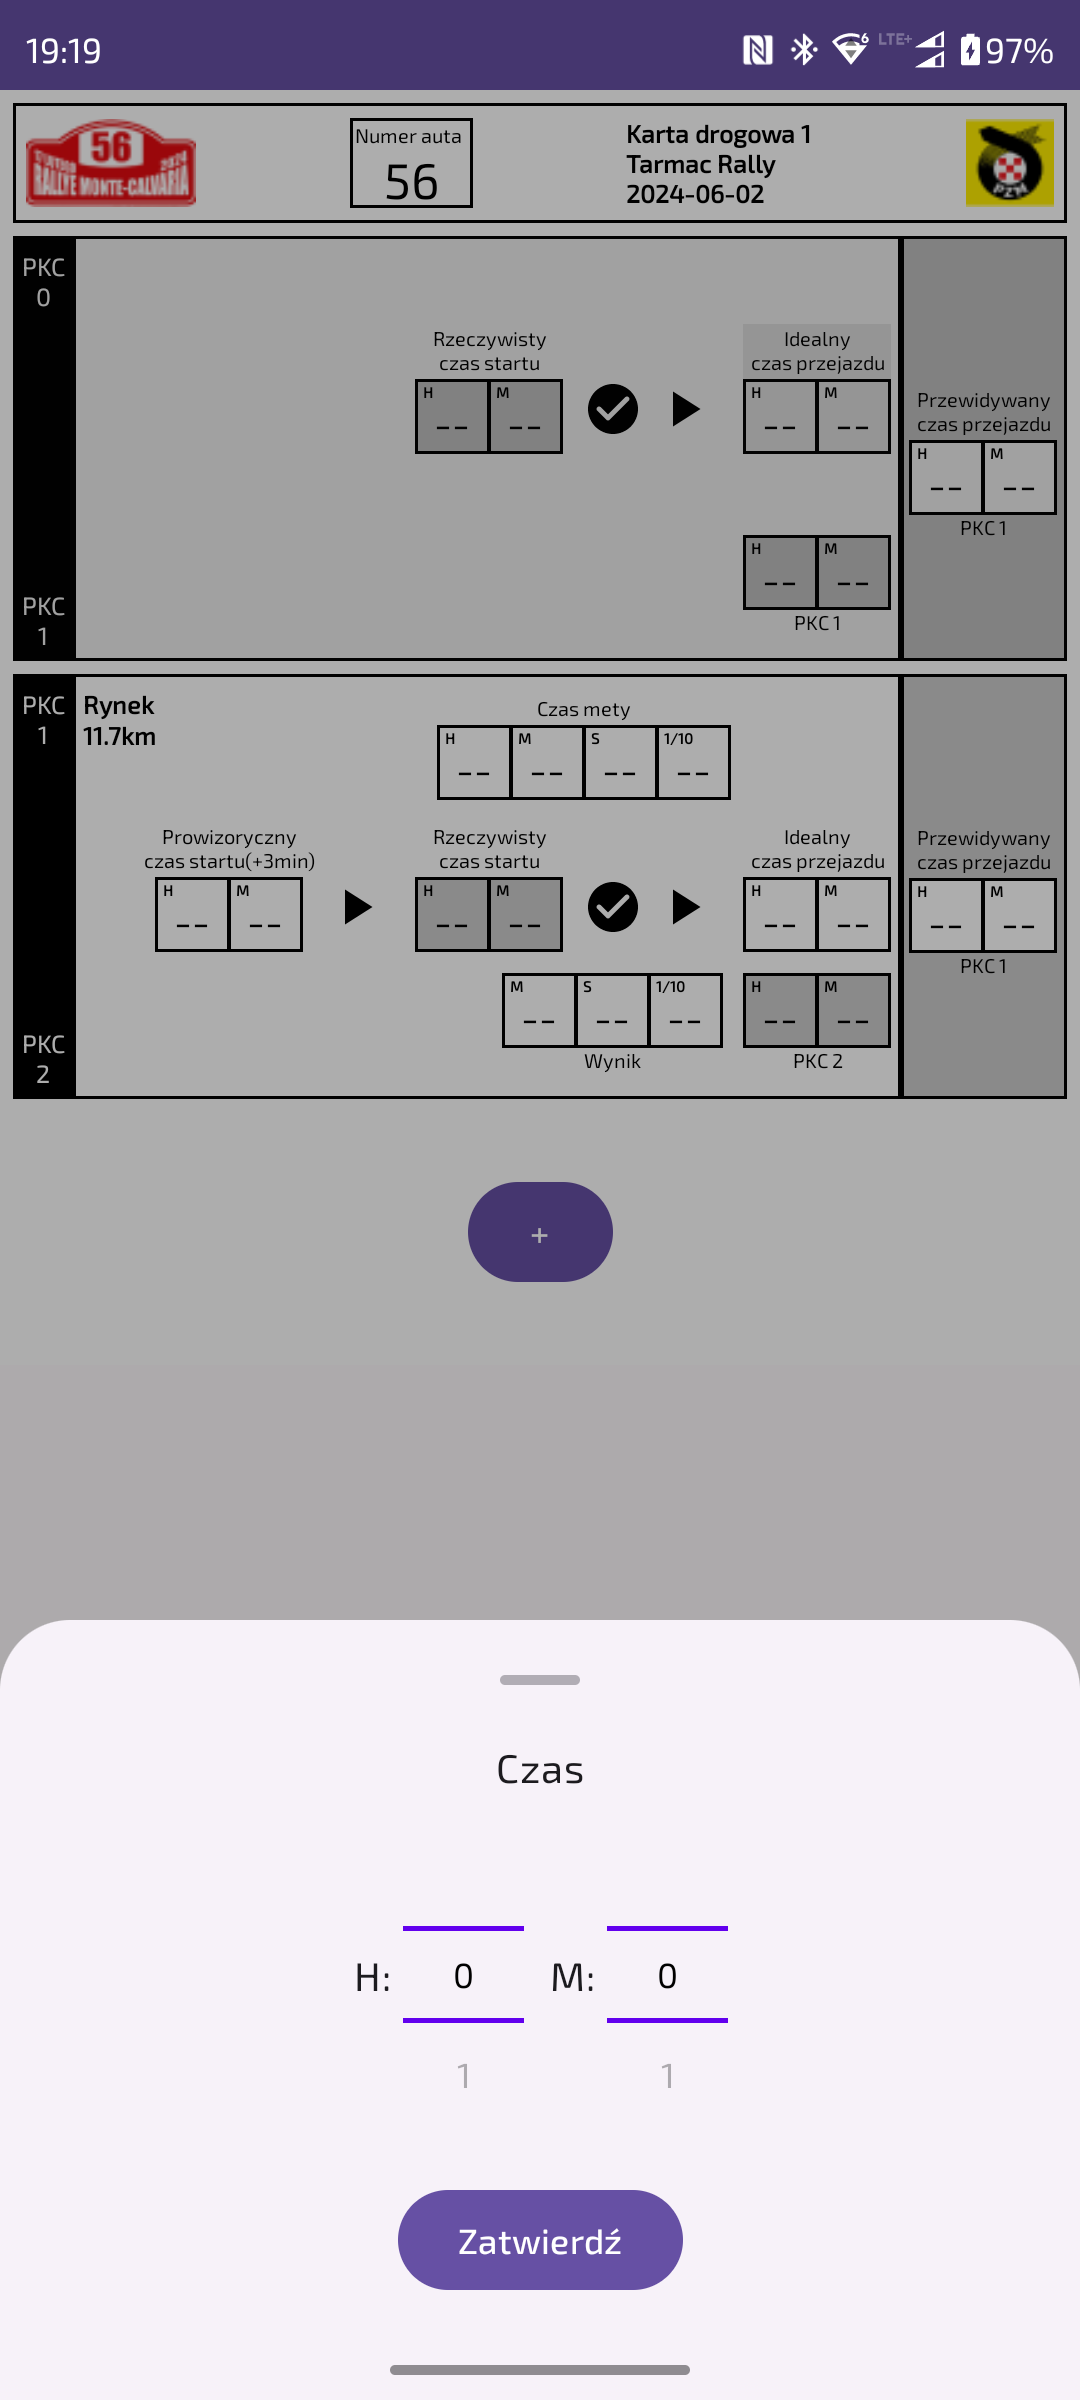 19:19
6
LTE+
97%
56
RALLYE MONTE-CALVARIA
Numer auta
56
Karta drogowa 1
Tarmac Rally
2024-06-02
PZM
PKC
0
Rzeczywisty
czas startu
H M
-- --
Idealny
czas przejazdu
H M
-- --
Przewidywany
czas przejazdu
H M
-- --
PKC 1
H M
-- --
PKC 1
PKC
1
PKC
1
Rynek
11.7km
Czas mety
H M S 1/10
-- -- -- --
Prowizoryczny
czas startu(+3min)
H M
-- --
Rzeczywisty
czas startu
H M
-- --
Idealny
czas przejazdu
H M
-- --
Przewidywany
czas przejazdu
H M
-- --
PKC 1
M S 1/10
-- -- --
Wynik
H M
-- --
PKC 2
PKC
2
+
Czas
H: 0 M: 0
1 1
Zatwierdź